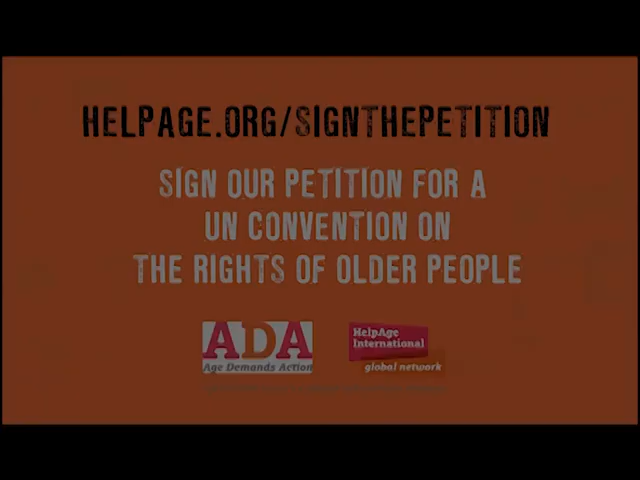 HELPAGE.ORG/SIGNTHEPETITION
SIGN OUR PETITION FOR A
UN CONVENTION ON
THE RIGHTS OF OLDER PEOPLE
ADA
Age Demands Action
HelpAge
International
global network